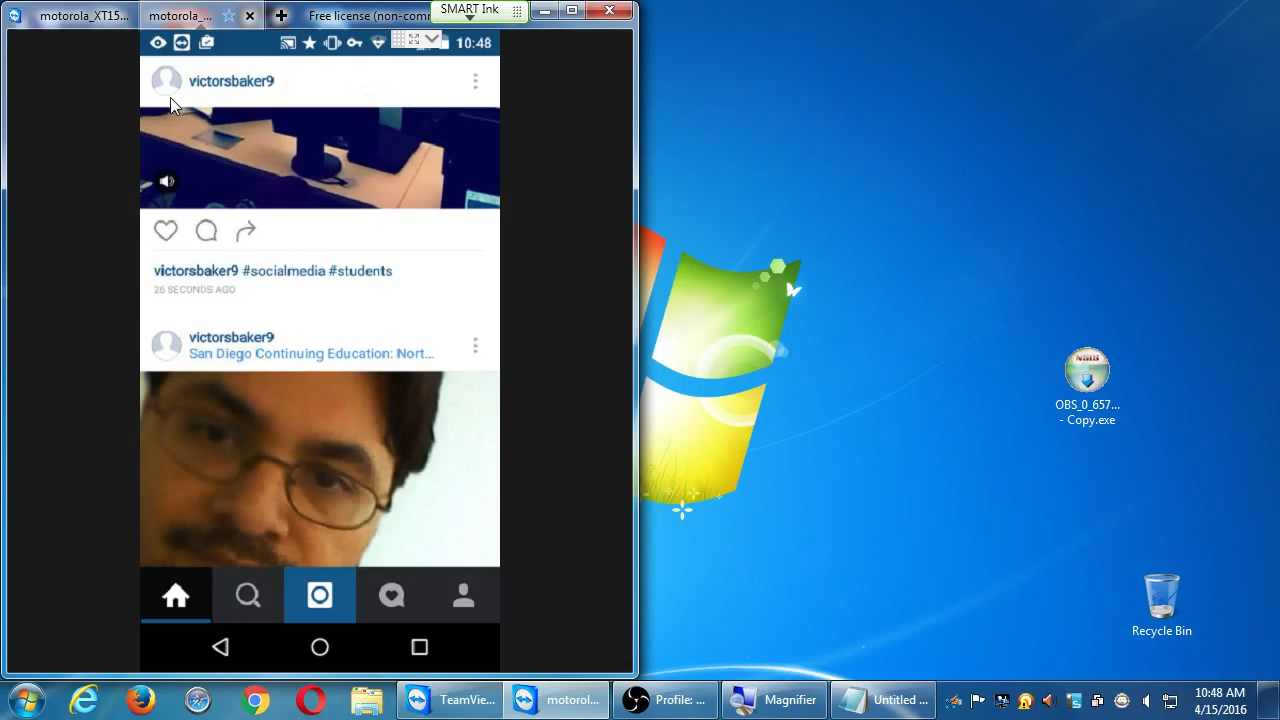 motorola_XT15...
motorola_...
Free license (non-com
SMART Ink
10:48
victorsbaker9
victorsbaker9 #socialmedia #students
26 SECONDS AGO
victorsbaker9
San Diego Continuing Education: Nort...
NSIS
OBS_0_657...
- Copy.exe
Recycle Bin
TeamVie...
motorol...
Profile: ...
Magnifier
Untitled ...
10:48 AM
4/15/2016